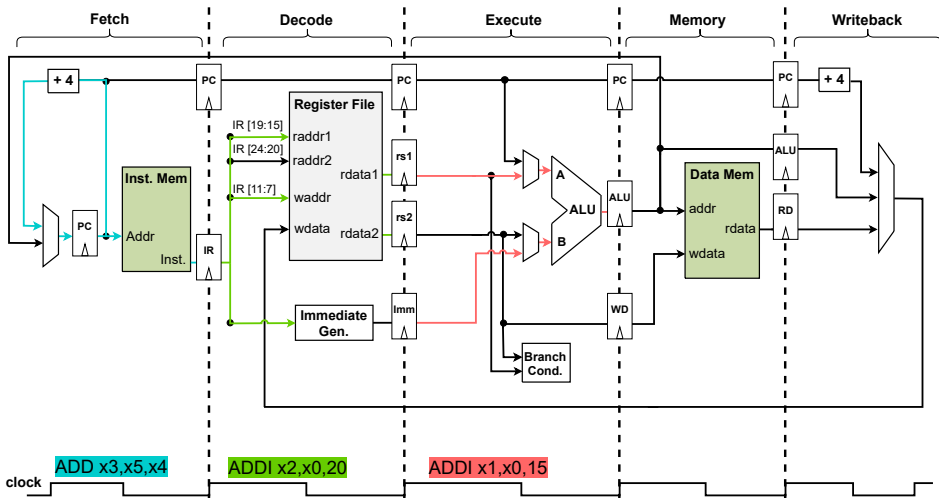 Fetch Decode Execute Memory Writeback
+ 4 PC PC PC PC + 4
Register File
IR [19:15]
raddr1
IR [24:20]
raddr2
rs1
ALU
Inst. Mem
rdata1
A
Data Mem
IR [11:7]
waddr
ALU
ALU
addr
RD
PC
Addr
wdata
rdata2
rs2
B
rdata
Inst.
IR
wdata
Immediate
Gen.
Imm
WD
Branch
Cond.
ADD x3,x5,x4 ADDI x2,x0,20 ADDI x1,x0,15
clock